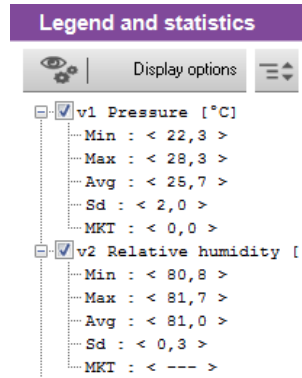 Legend and statistics
Display options
v1 Pressure [°C]
Min : < 22,3 >
Max : < 28,3 >
Avg : < 25,7 >
Sd : < 2,0 >
MKT : < 0,0 >
v2 Relative humidity [
Min : < 80,8 >
Max : < 81,7 >
Avg : < 81,0 >
Sd : < 0,3 >
MKT : < --- >